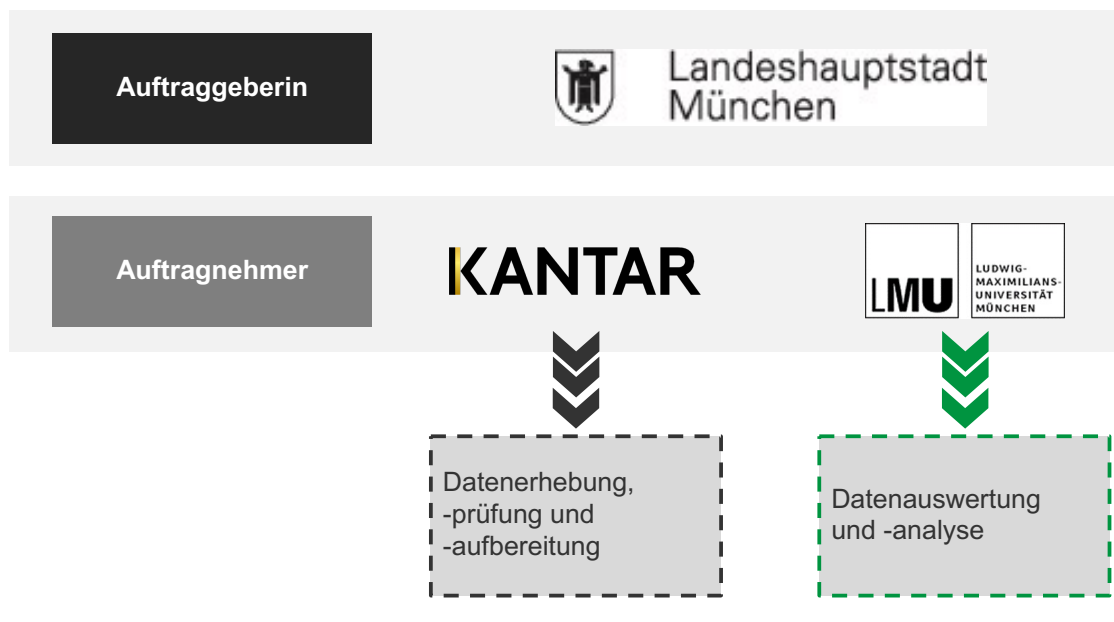 Auftraggeberin
Landeshauptstadt
München
Auftragnehmer
KANTAR
LMU
LUDWIG-
MAXIMILIANS-
UNIVERSITÄT
MÜNCHEN
Datenerhebung,
-prüfung und
-aufbereitung
Datenauswertung
und -analyse